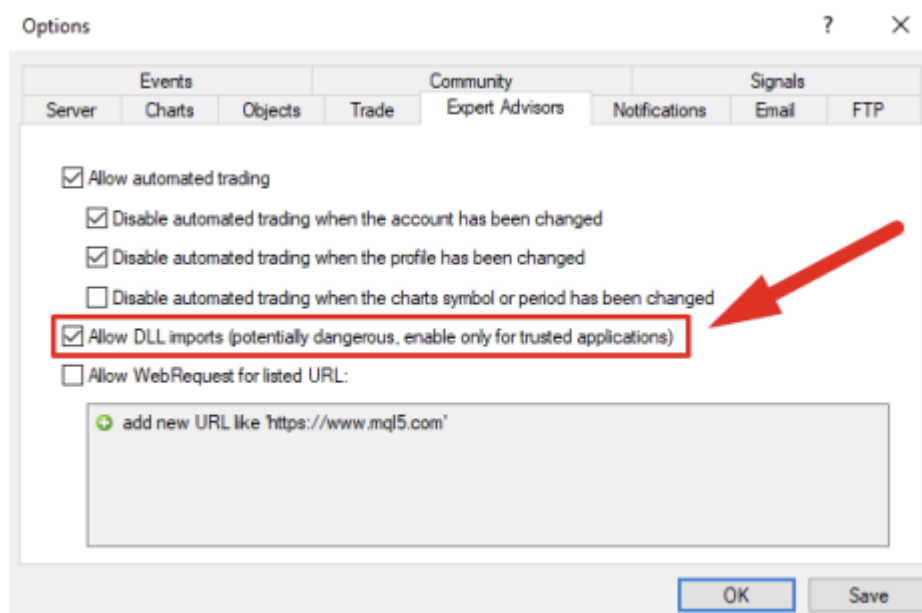 Options
?
Events Community Signals
Server Charts Objects Trade Expert Advisors Notifications Email FTP
Allow automated trading
Disable automated trading when the account has been changed
Disable automated trading when the profile has been changed
Disable automated trading when the charts symbol or period has been changed
Allow DLL imports (potentially dangerous, enable only for trusted applications)
Allow WebRequest for listed URL:
add new URL like 'https://www.mql5.com'
OK Save